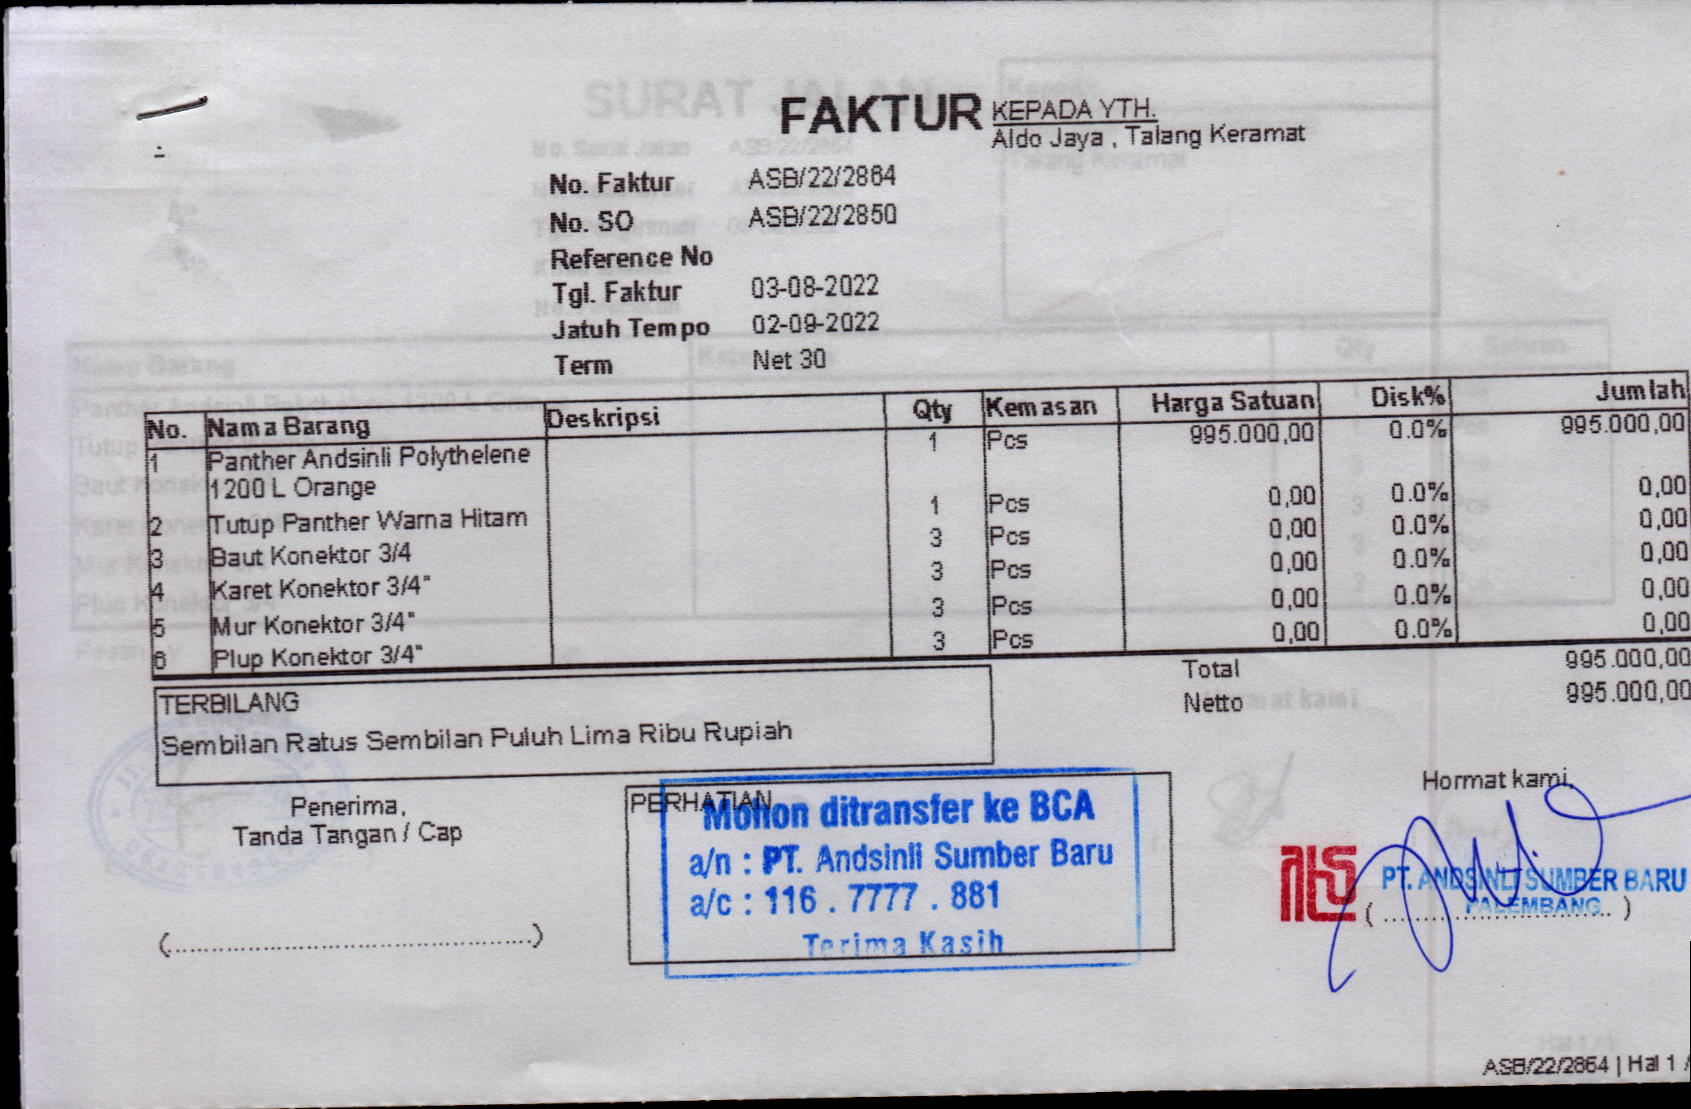 FAKTUR
KEPADA YTH.
Aldo Jaya , Talang Keramat
No. Faktur ASB/22/2864
No. SO ASB/22/2850
Reference No
Tgl. Faktur 03-08-2022
Jatuh Tempo 02-09-2022
Term Net 30
No. Nama Barang Deskripsi Qty Kemasan Harga Satuan Disk% Jumlah
1 Panther Andsinli Polythelene 1 Pcs 995.000,00 0.0% 995.000,00
1200 L Orange
2 Tutup Panther Warna Hitam 1 Pcs 0,00 0.0% 0,00
3 Baut Konektor 3/4 3 Pcs 0,00 0.0% 0,00
4 Karet Konektor 3/4" 3 Pcs 0,00 0.0% 0,00
5 Mur Konektor 3/4" 3 Pcs 0,00 0.0% 0,00
6 Plup Konektor 3/4" 3 Pcs 0,00 0.0% 0,00
Total 995.000,00
Netto 995.000,00
TERBILANG
Sembilan Ratus Sembilan Puluh Lima Ribu Rupiah
Penerima,
Tanda Tangan / Cap
(..................................................)
PERHATIAN
Mohon ditransfer ke BCA
a/n : PT. Andsinli Sumber Baru
a/c : 116 . 7777 . 881
Terima Kasih
Hormat kami,
PT. ANDSINLI SUMBER BARU
PALEMBANG
(................................)
ASB/22/2864 | Hal 1 /